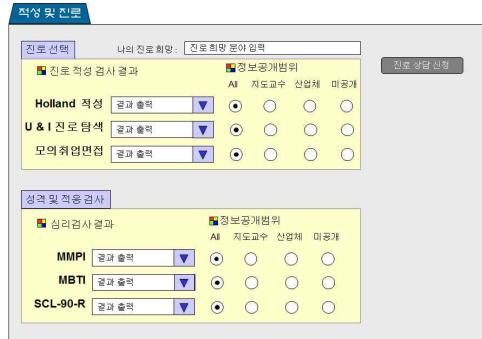 적성 및 진로
진로 선택 나의 진로 희망 : 진로 희망 분야 입력
진로 상담 신청
진로 적성 검사 결과 정보공개범위
All 지도교수 산업체 미공개
Holland 적성 결과 출력
U & I 진로 탐색 결과 출력
모의취업면접 결과 출력
성격 및 적응 검사
심리검사 결과 정보공개범위
All 지도교수 산업체 미공개
MMPI 결과 출력
MBTI 결과 출력
SCL-90-R 결과 출력